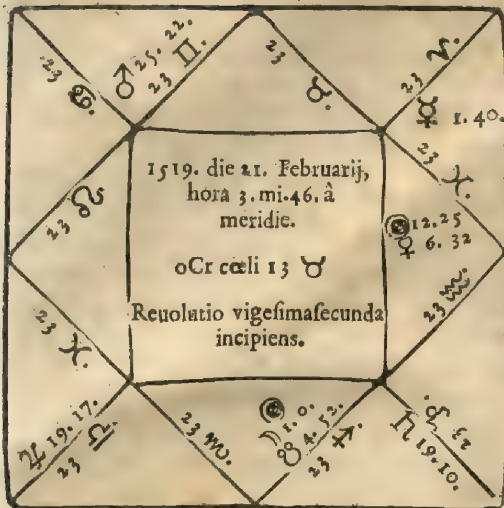 23 ♋.
♂ 25. 22.
23 ♊.
23 ♉.
23 ♈.
☿ 1. 40.
23 ♓.
1519. die 21. Februarij,
hora 3. mi. 46. â
meridie.
oCr cœli 13 ♉
Reuolutio vigeſimaſecunda
incipiens.
☉ 12.25
♀ 6. 32
23 ♒
23 ♌
23 ♓.
♃ 19. 17.
23 ♎
23 ♏.
☽ 1. 0.
☊ 4. 52.
23 ♐
23 ♑.
♄ 19. 10.